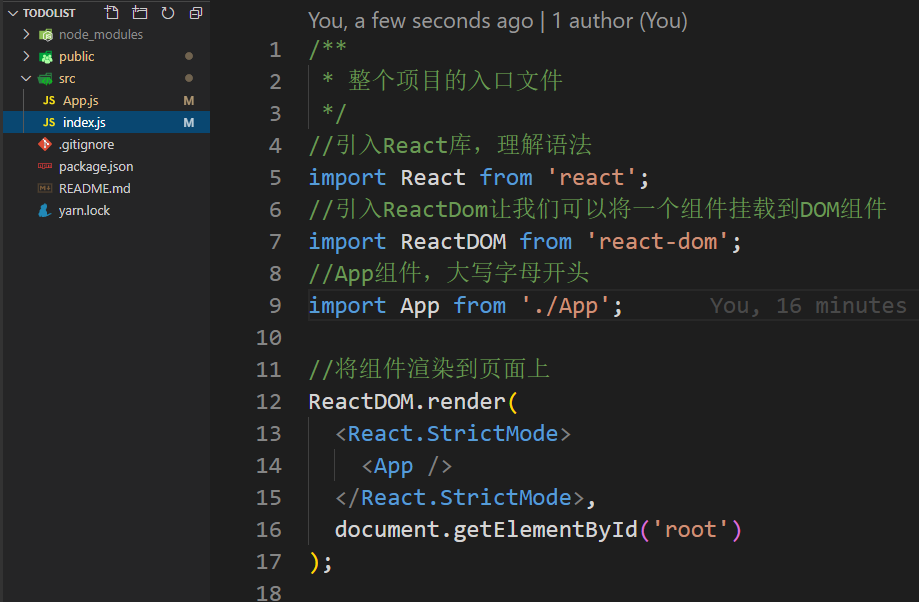 TODOLIST
node_modules
public
src
JS App.js M
JS index.js M
.gitignore
package.json
README.md
yarn.lock
You, a few seconds ago | 1 author (You)
1 /**
2 * 整个项目的入口文件
3 */
4 //引入React库，理解语法
5 import React from 'react';
6 //引入ReactDom让我们可以将一个组件挂载到DOM组件
7 import ReactDOM from 'react-dom';
8 //App组件，大写字母开头
9 import App from './App'; You, 16 minutes
10
11 //将组件渲染到页面上
12 ReactDOM.render(
13 <React.StrictMode>
14 <App />
15 </React.StrictMode>,
16 document.getElementById('root')
17 );
18